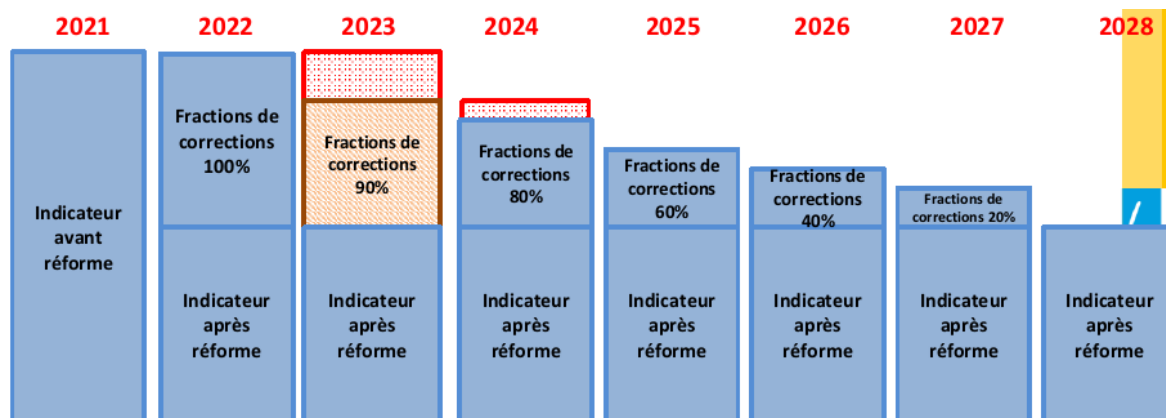 2021 2022 2023 2024 2025 2026 2027 2028
Indicateur
avant
réforme
Fractions de
corrections
100%
Indicateur
après
réforme
Fractions de
corrections
90%
Indicateur
après
réforme
Fractions de
corrections
80%
Indicateur
après
réforme
Fractions de
corrections
60%
Indicateur
après
réforme
Fractions de
corrections
40%
Indicateur
après
réforme
Fractions de
corrections 20%
Indicateur
après
réforme
/
Indicateur
après
réforme